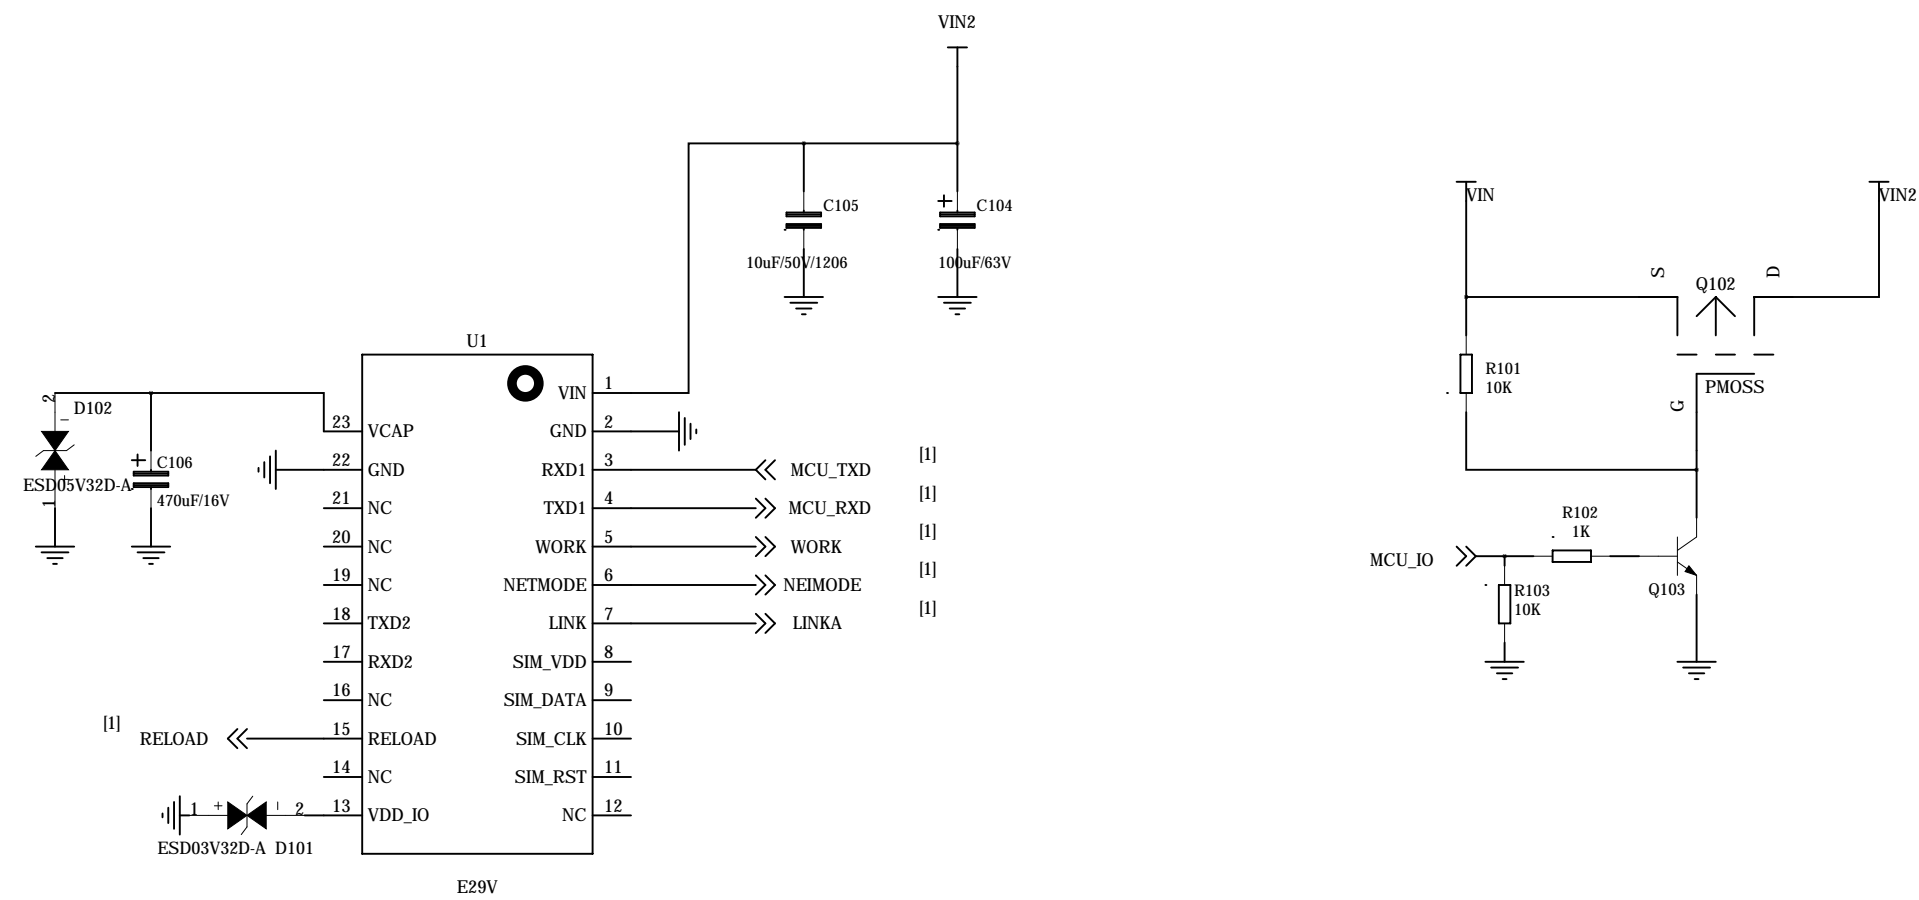 VIN2
C105
10uF/50V/1206
+ C104
100uF/63V
U1
VIN 1
GND 2
RXD1 3 MCU_TXD [1]
TXD1 4 MCU_RXD [1]
WORK 5 WORK [1]
NETMODE 6 NEIMODE [1]
LINK 7 LINKA [1]
SIM_VDD 8
SIM_DATA 9
SIM_CLK 10
SIM_RST 11
NC 12
23 VCAP
22 GND
21 NC
20 NC
19 NC
18 TXD2
17 RXD2
16 NC
[1] RELOAD 15 RELOAD
14 NC
1 + - 2 13 VDD_IO
ESD03V32D-A D101
E29V
2 D102
-
ESD05V32D-A
+
1
+ C106
470uF/16V
VIN
VIN2
S Q102 D
R101
10K
PMOSS
G
R102
1K
MCU_IO
R103
10K
Q103